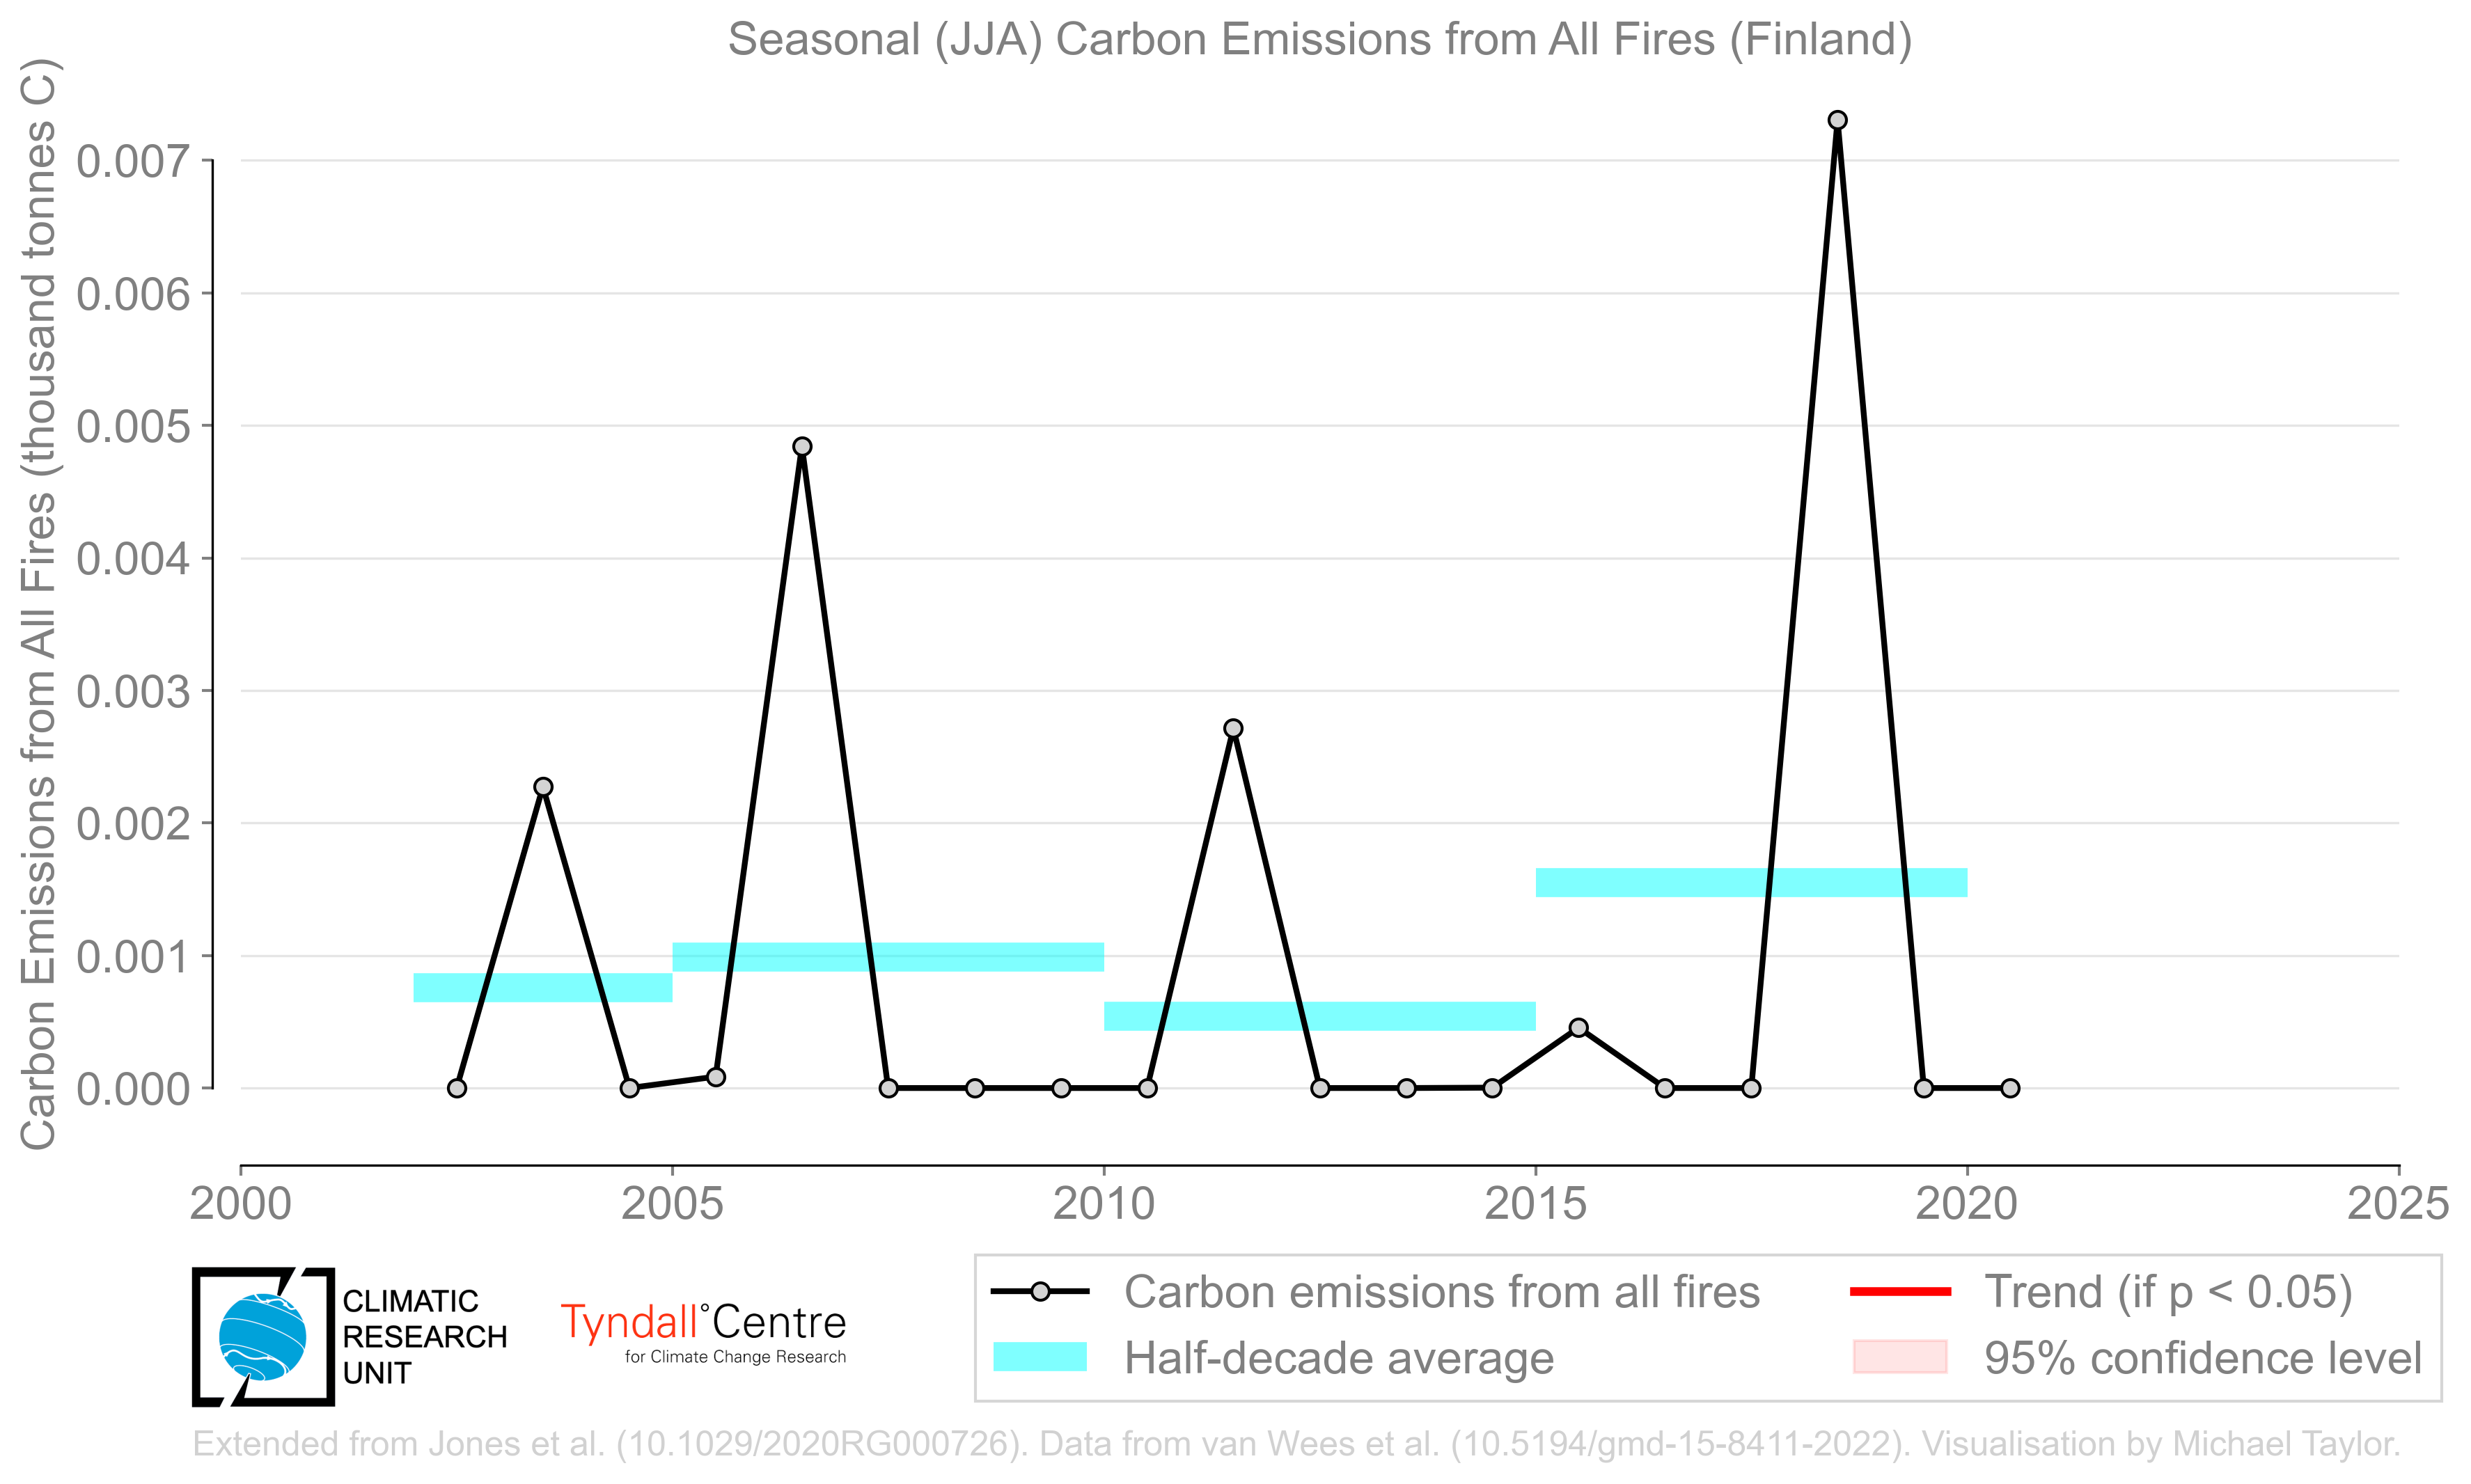 Seasonal (JJA) Carbon Emissions from All Fires (Finland)
Carbon Emissions from All Fires (thousand tonnes C)
0.007
0.006
0.005
0.004
0.003
0.002
0.001
0.000
2000
2005
2010
2015
2020
2025
CLIMATIC
RESEARCH
UNIT
Tyndall°Centre
for Climate Change Research
Carbon emissions from all fires
Half-decade average
Trend (if p < 0.05)
95% confidence level
Extended from Jones et al. (10.1029/2020RG000726). Data from van Wees et al. (10.5194/gmd-15-8411-2022). Visualisation by Michael Taylor.